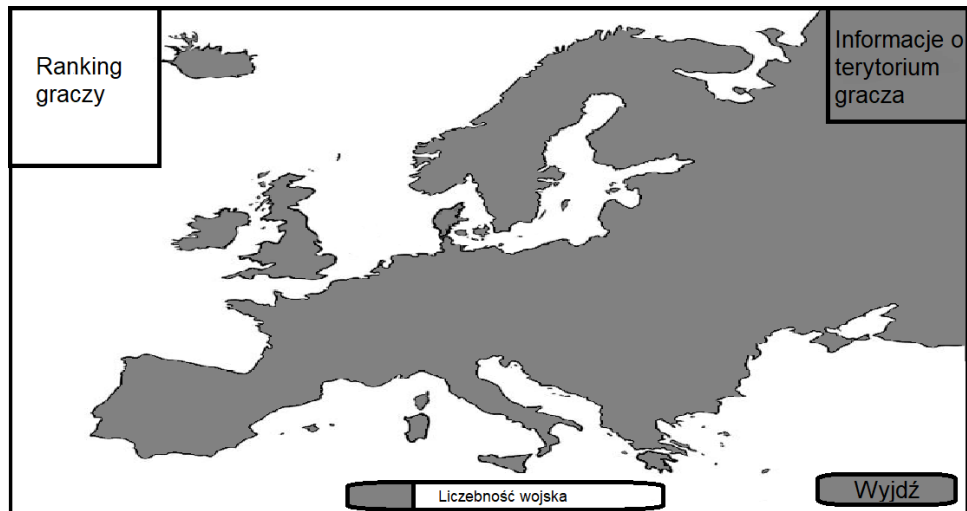 Ranking
graczy
Informacje o
terytorium
gracza
Liczebność wojska
Wyjdź